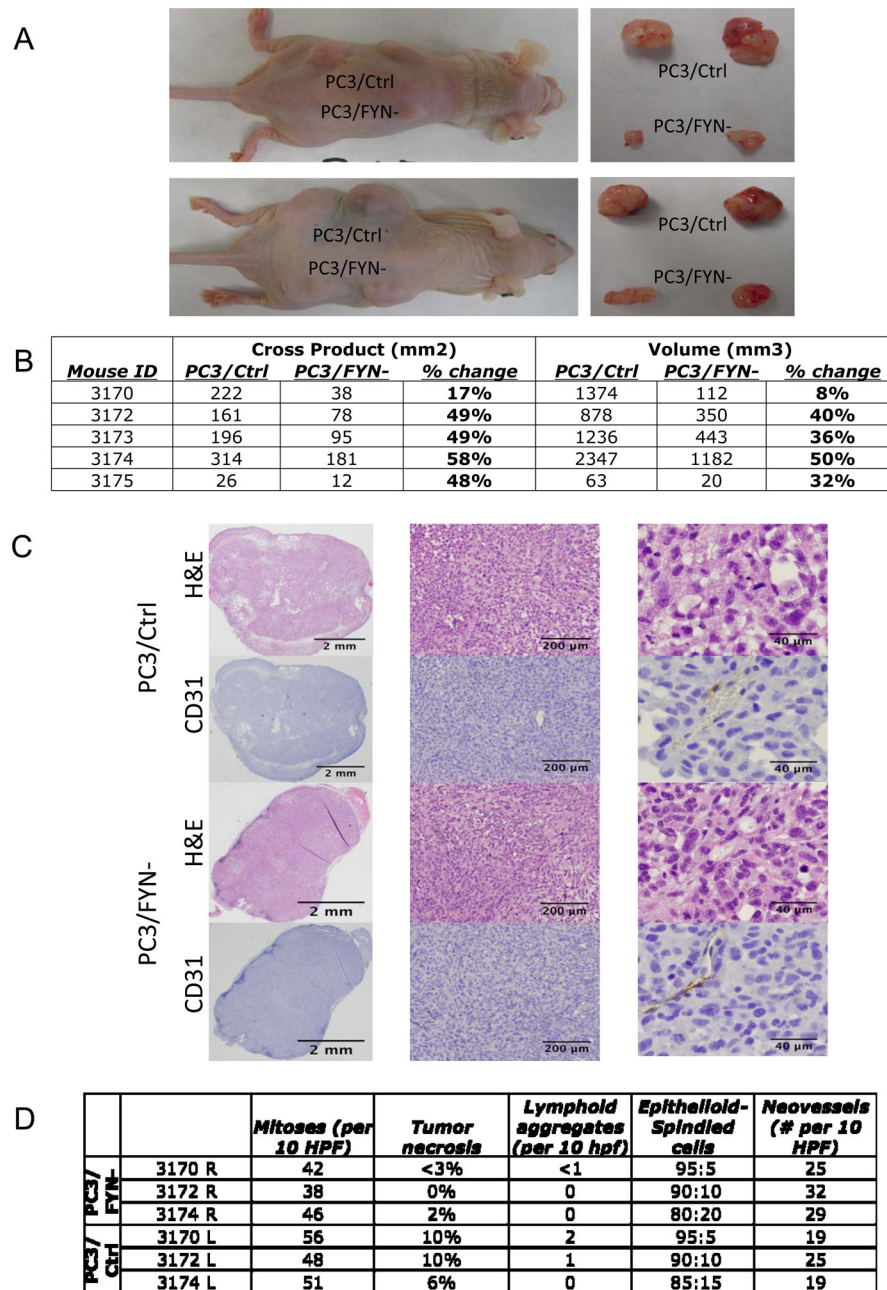 A
PC3/Ctrl
PC3/FYN-
PC3/Ctrl
PC3/FYN-
PC3/Ctrl
PC3/FYN-
PC3/Ctrl
PC3/FYN-
B
Cross Product (mm2) Volume (mm3)
Mouse ID PC3/Ctrl PC3/FYN- % change PC3/Ctrl PC3/FYN- % change
3170 222 38 17% 1374 112 8%
3172 161 78 49% 878 350 40%
3173 196 95 49% 1236 443 36%
3174 314 181 58% 2347 1182 50%
3175 26 12 48% 63 20 32%
C
PC3/Ctrl
H&E
2 mm 200 µm 40 µm
CD31
2 mm 200 µm 40 µm
PC3/FYN-
H&E
2 mm 200 µm 40 µm
CD31
2 mm 200 µm 40 µm
D
Mitoses (per 10 HPF) Tumor necrosis Lymphoid aggregates (per 10 hpf) Epithelioid-Spindled cells Neovessels (# per 10 HPF)
PC3/FYN-
3170 R 42 <3% <1 95:5 25
3172 R 38 0% 0 90:10 32
3174 R 46 2% 0 80:20 29
PC3/Ctrl
3170 L 56 10% 2 95:5 19
3172 L 48 10% 1 90:10 25
3174 L 51 6% 0 85:15 19